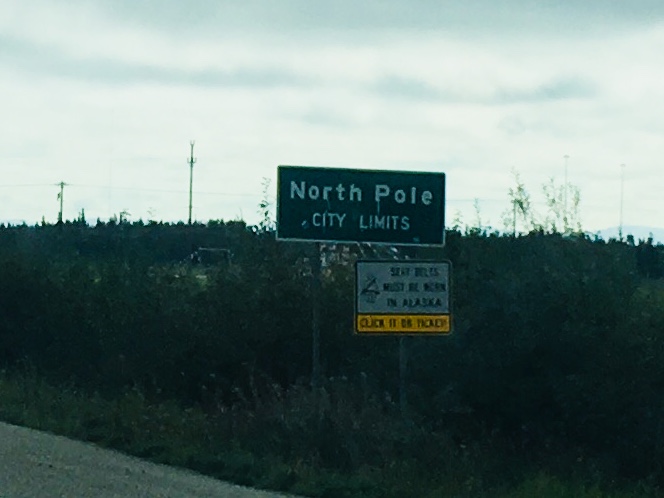 North Pole
CITY LIMITS
SEAT BELTS
MUST BE WORN
IN ALASKA
CLICK IT OR TICKET